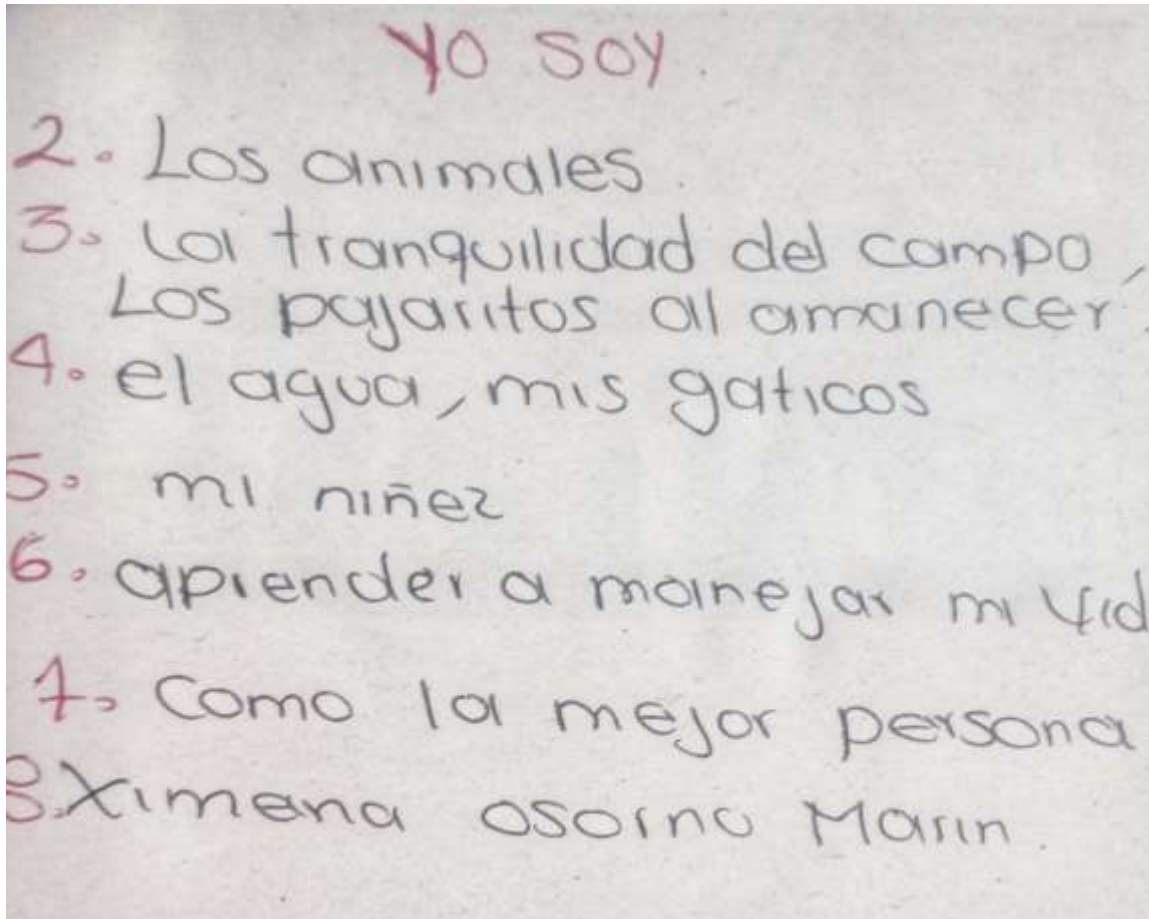 YO SOY.
2. Los animales.
3. La tranquilidad del campo,
Los pajaritos al amanecer.
4. el agua, mis gaticos
5. mi niñez
6. aprender a manejar mi vid
7. Como la mejor persona
8. Ximena Osorno Marin.